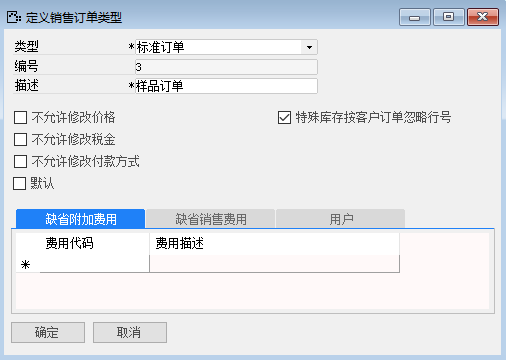 定义销售订单类型
类型 *标准订单
编号 3
描述 *样品订单
不允许修改价格 特殊库存按客户订单忽略行号
不允许修改税金
不允许修改付款方式
默认
缺省附加费用 缺省销售费用 用户
费用代码 费用描述
*
确定 取消